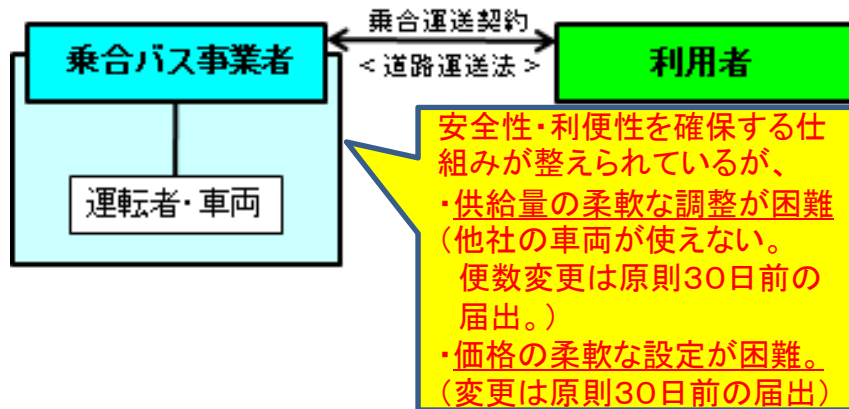 乗合バス事業者
乗合運送契約
＜道路運送法＞
利用者
運転者・車両
安全性・利便性を確保する仕
組みが整えられているが、
・供給量の柔軟な調整が困難
（他社の車両が使えない。
便数変更は原則３０日前の
届出。）
・価格の柔軟な設定が困難。
（変更は原則３０日前の届出）